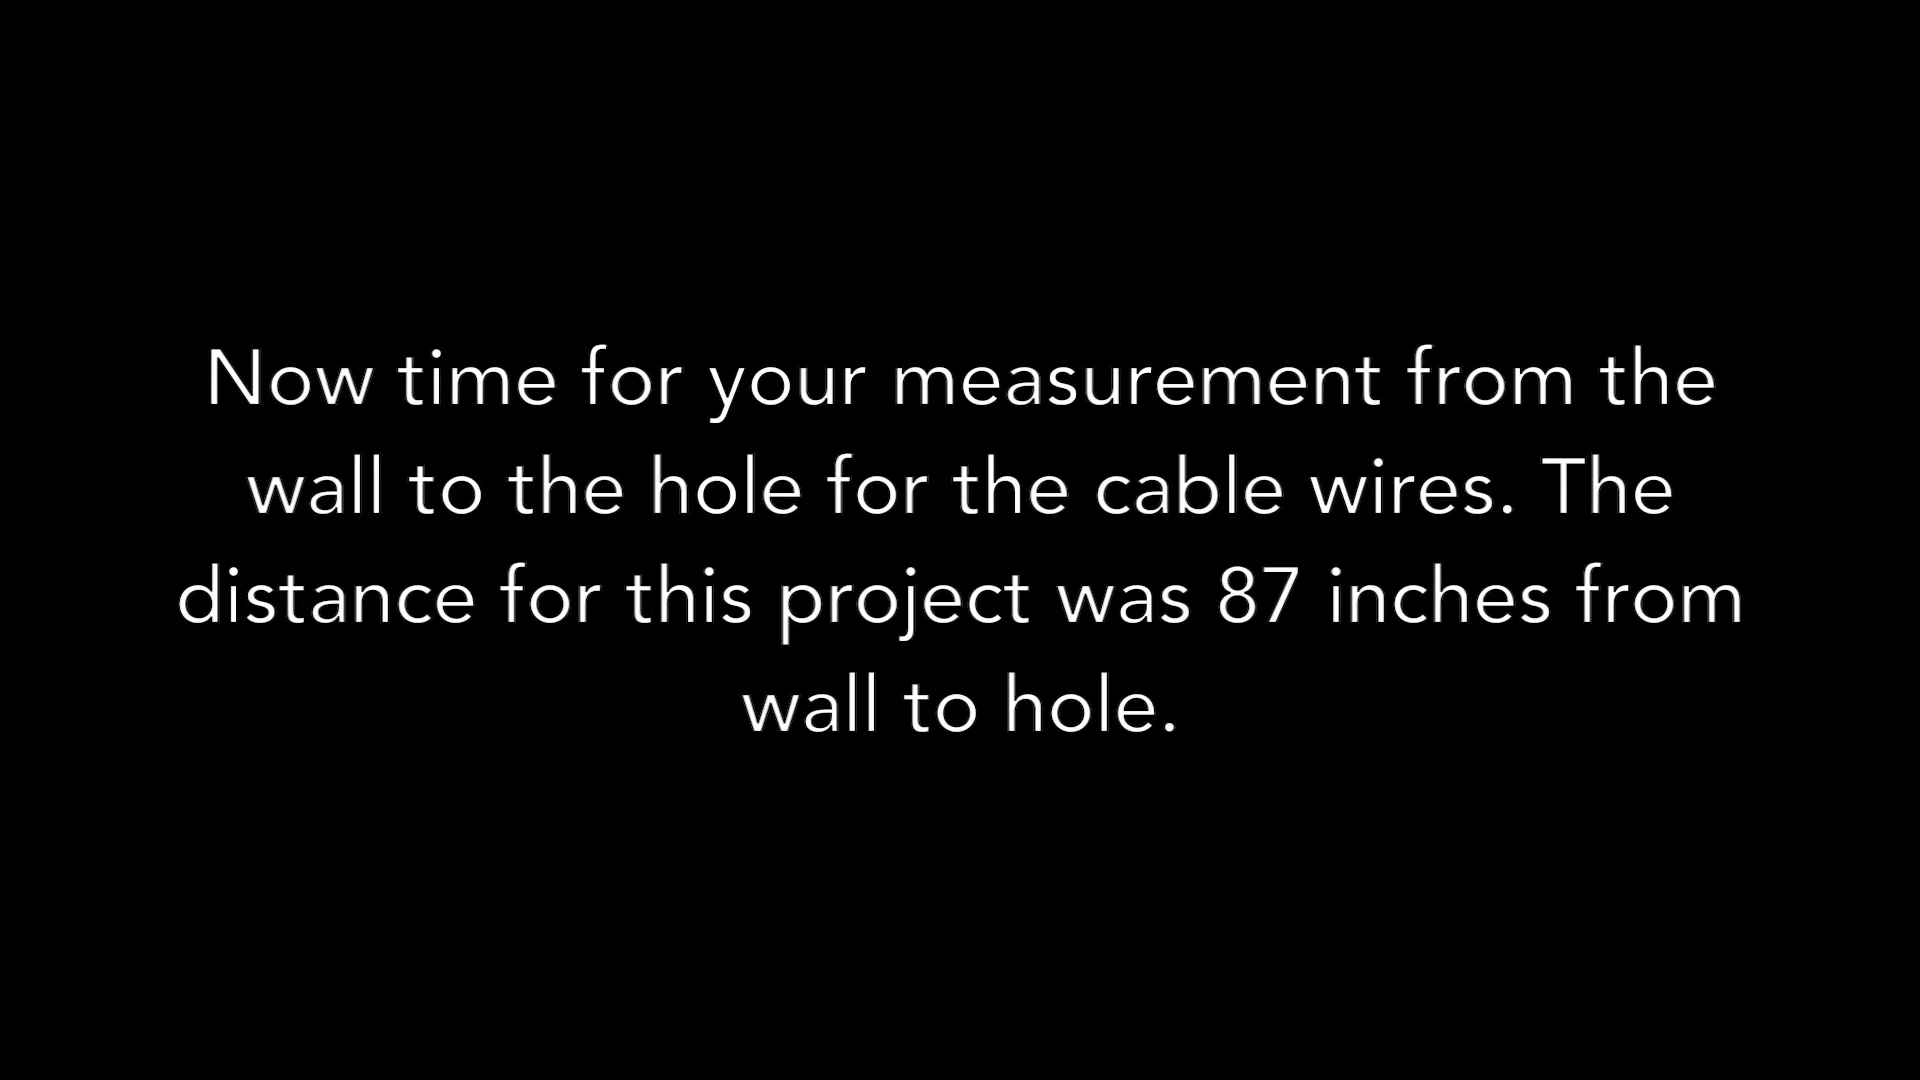 Now time for your measurement from the
wall to the hole for the cable wires. The
distance for this project was 87 inches from
wall to hole.